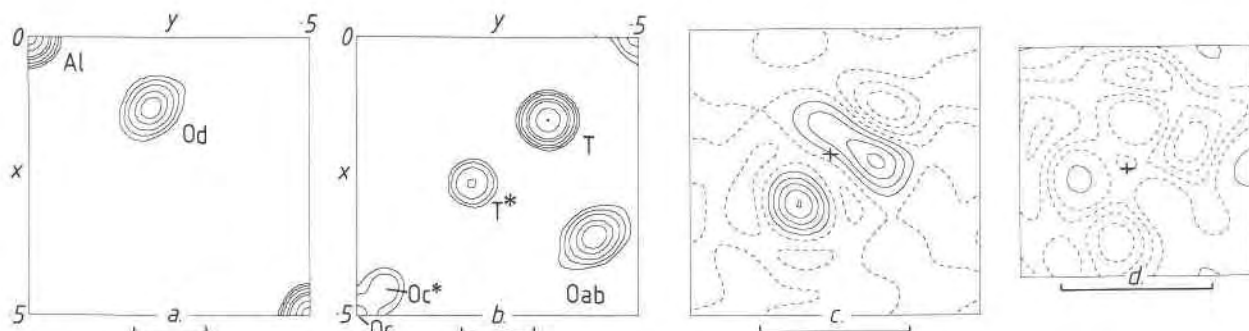 0 y ·5 0 y ·5
Al
Od
T
x x
T*
Oc* Oab
·5 a. ·5 b. c. d.
Oc